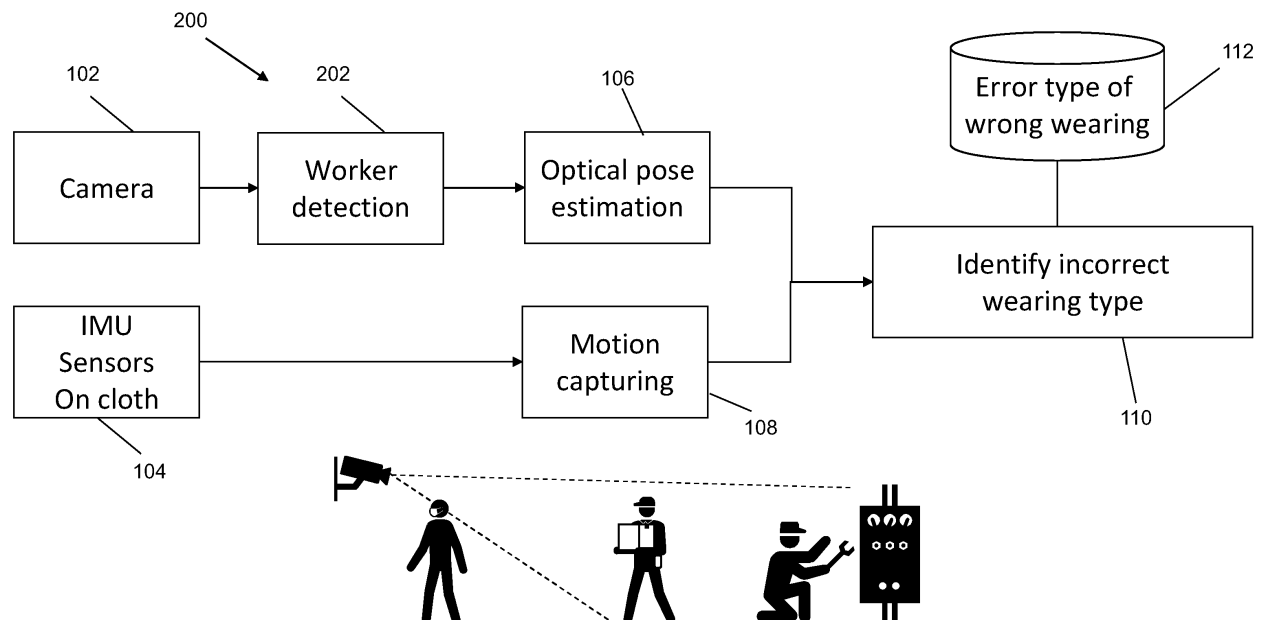 200
102
202
106
112
Error type of
wrong wearing
Camera
Worker
detection
Optical pose
estimation
Identify incorrect
wearing type
IMU
Sensors
On cloth
Motion
capturing
110
108
104